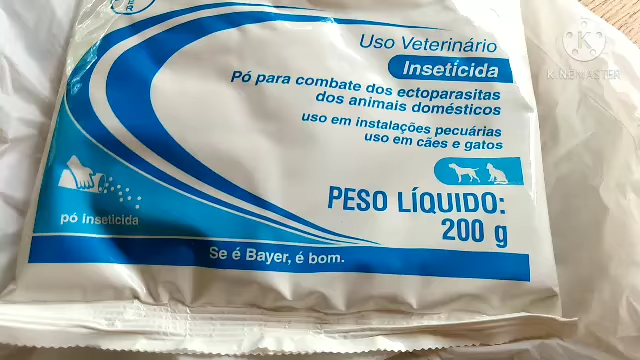 KINEMASTER
Uso Veterinário
Inseticida
Pó para combate dos ectoparasitas
dos animais domésticos
uso em instalações pecuárias
uso em cães e gatos
PESO LÍQUIDO:
200 g
pó inseticida
Se é Bayer, é bom.